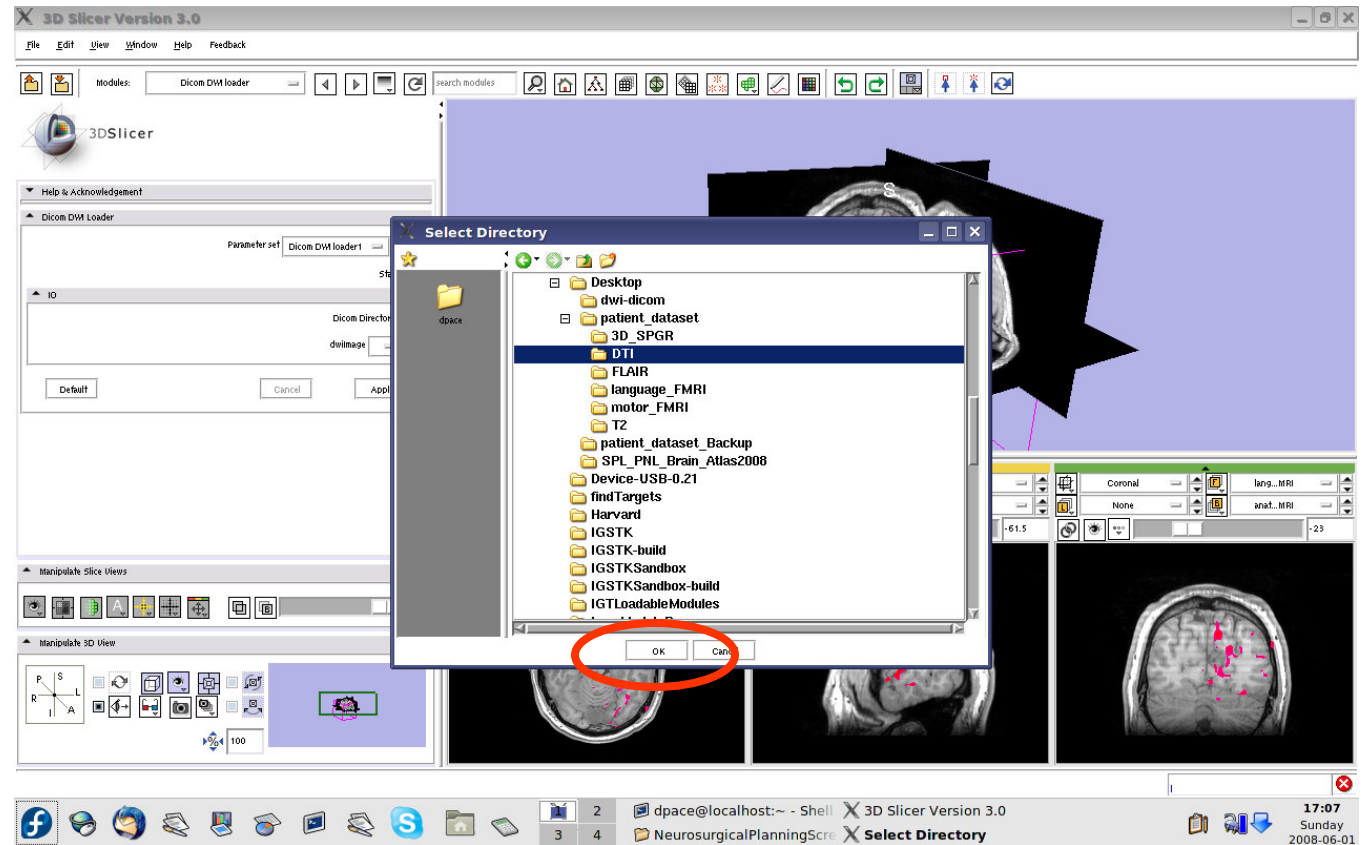 3D Slicer Version 3.0
File Edit View Window Help Feedback
Modules: Dicom DWI loader search modules
3DSlicer
Help & Acknowledgement
Dicom DWI Loader
Parameter set Dicom DWI loader1
IO
dwiImage
Default Cancel
S
Select Directory
dpace
Desktop
dwi-dicom
patient_dataset
3D_SPGR
DTI
FLAIR
language_FMRI
motor_FMRI
T2
patient_dataset_Backup
SPL_PNL_Brain_Atlas2008
Device-USB-0.21
findTargets
Harvard
IGSTK
IGSTK-build
IGSTKSandbox
IGSTKSandbox-build
IGTLoadableModules
OK
Coronal F lang...MRI
L None B anat...MRI
-61.5 -23
Manipulate Slice Views
Manipulate 3D View
P S
R L
I A
100
1 2 dpace@localhost:~ - Shell 3D Slicer Version 3.0
3 4 NeurosurgicalPlanningScre Select Directory
17:07
Sunday
2008-06-01